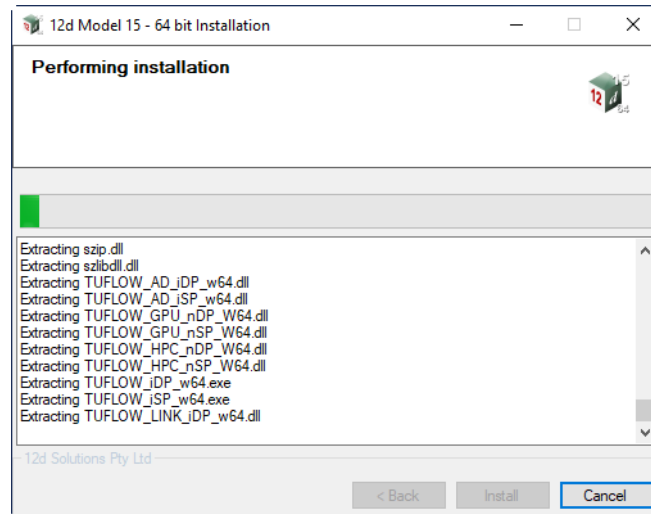 12d Model 15 - 64 bit Installation
Performing installation
15
12 d
64
Extracting szip.dll
Extracting szlibdll.dll
Extracting TUFLOW_AD_iDP_w64.dll
Extracting TUFLOW_AD_iSP_w64.dll
Extracting TUFLOW_GPU_nDP_W64.dll
Extracting TUFLOW_GPU_nSP_W64.dll
Extracting TUFLOW_HPC_nDP_W64.dll
Extracting TUFLOW_HPC_nSP_W64.dll
Extracting TUFLOW_iDP_w64.exe
Extracting TUFLOW_iSP_w64.exe
Extracting TUFLOW_LINK_iDP_w64.dll
12d Solutions Pty Ltd
< Back Install Cancel